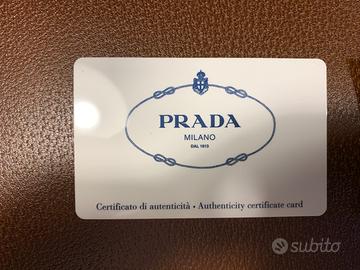 PRADA
MILANO
DAL 1913
Certificato di autenticità • Authenticity certificate card
subito